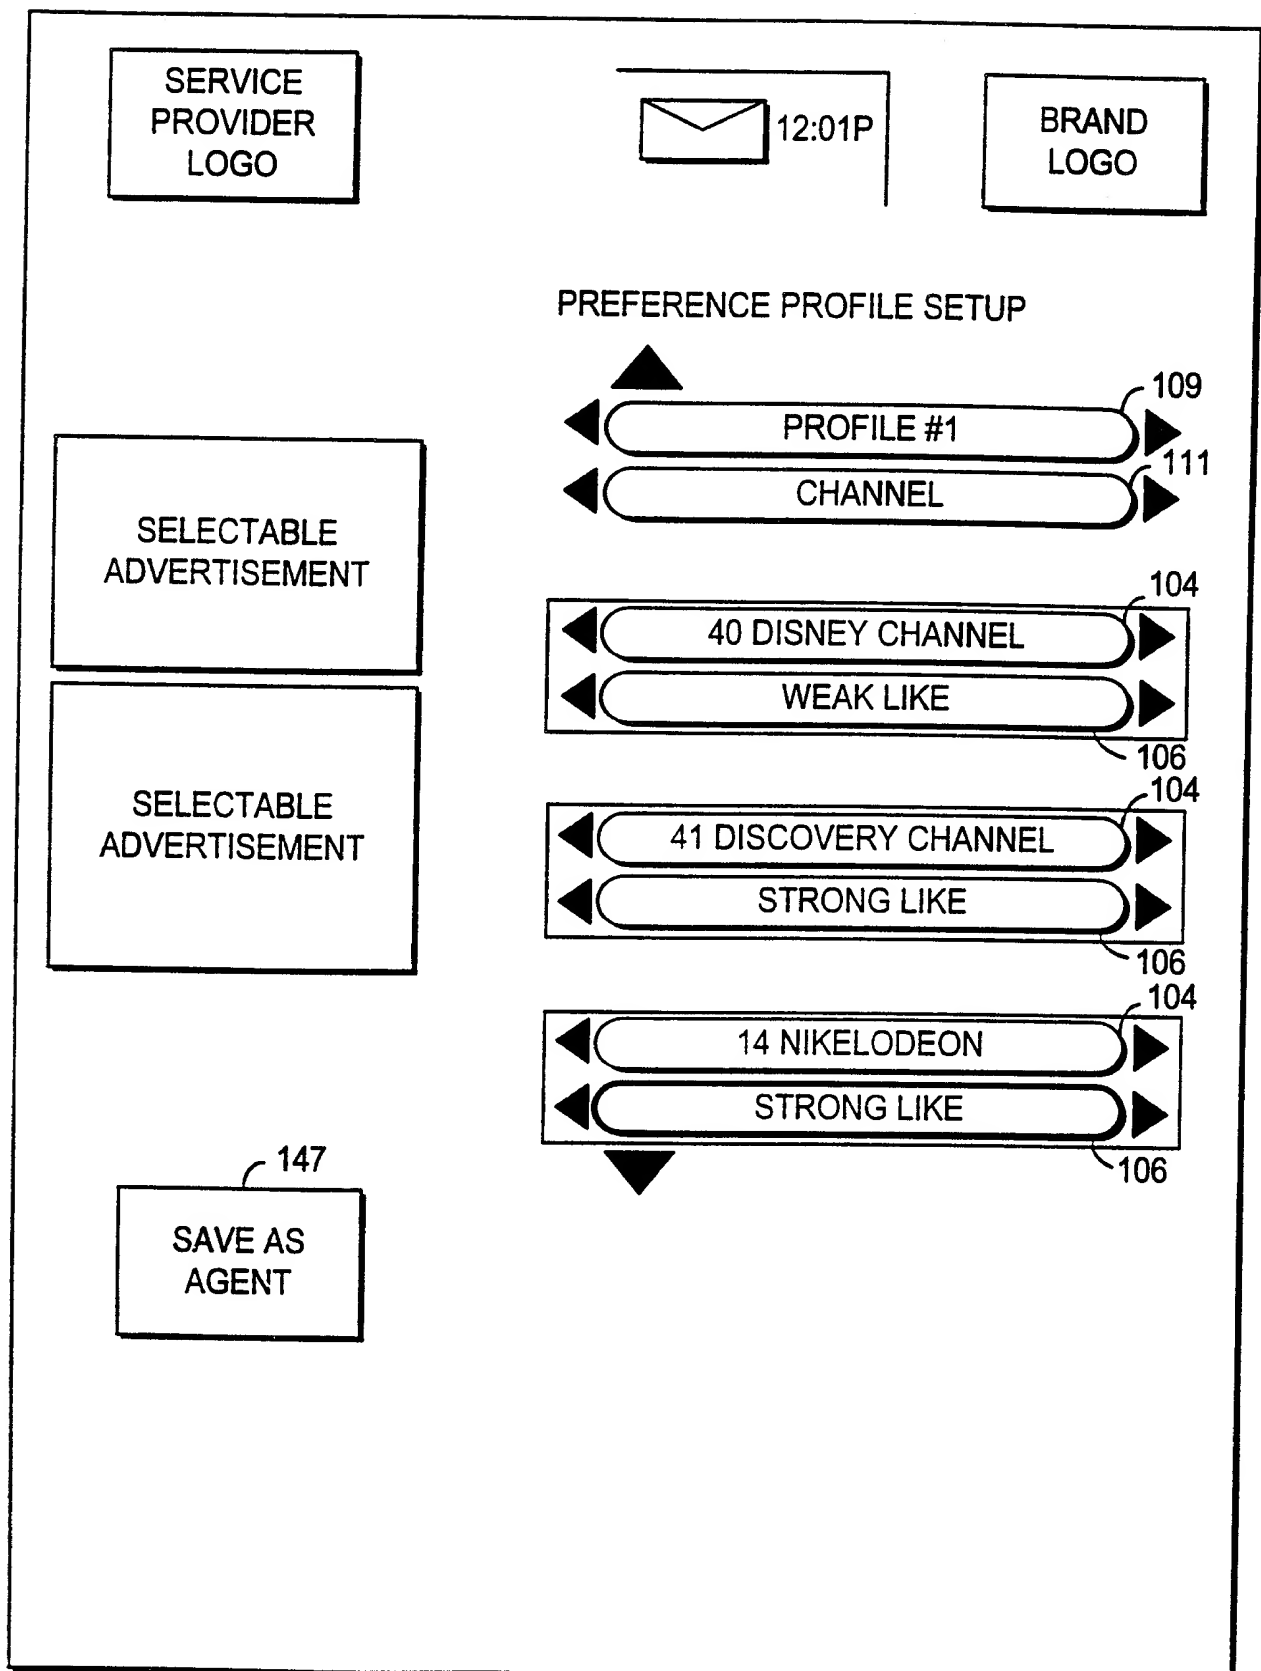 SERVICE
PROVIDER
LOGO
12:01P
BRAND
LOGO
PREFERENCE PROFILE SETUP
109
PROFILE #1
111
CHANNEL
SELECTABLE
ADVERTISEMENT
104
40 DISNEY CHANNEL
WEAK LIKE
106
SELECTABLE
ADVERTISEMENT
104
41 DISCOVERY CHANNEL
STRONG LIKE
106
104
14 NIKELODEON
STRONG LIKE
106
147
SAVE AS
AGENT